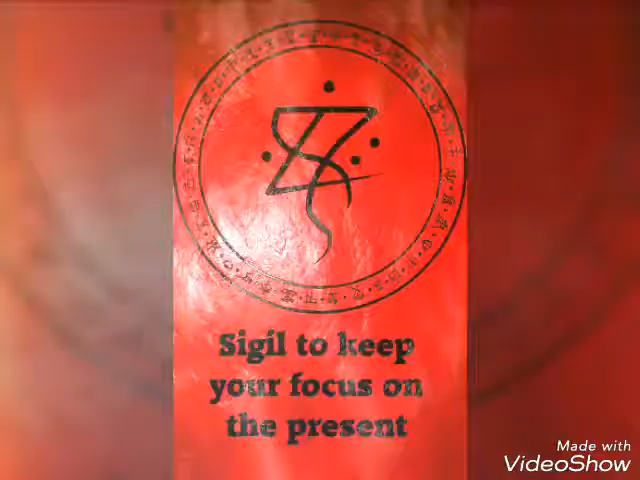 Sigil to keep
your focus on
the present
Made with
VideoShow